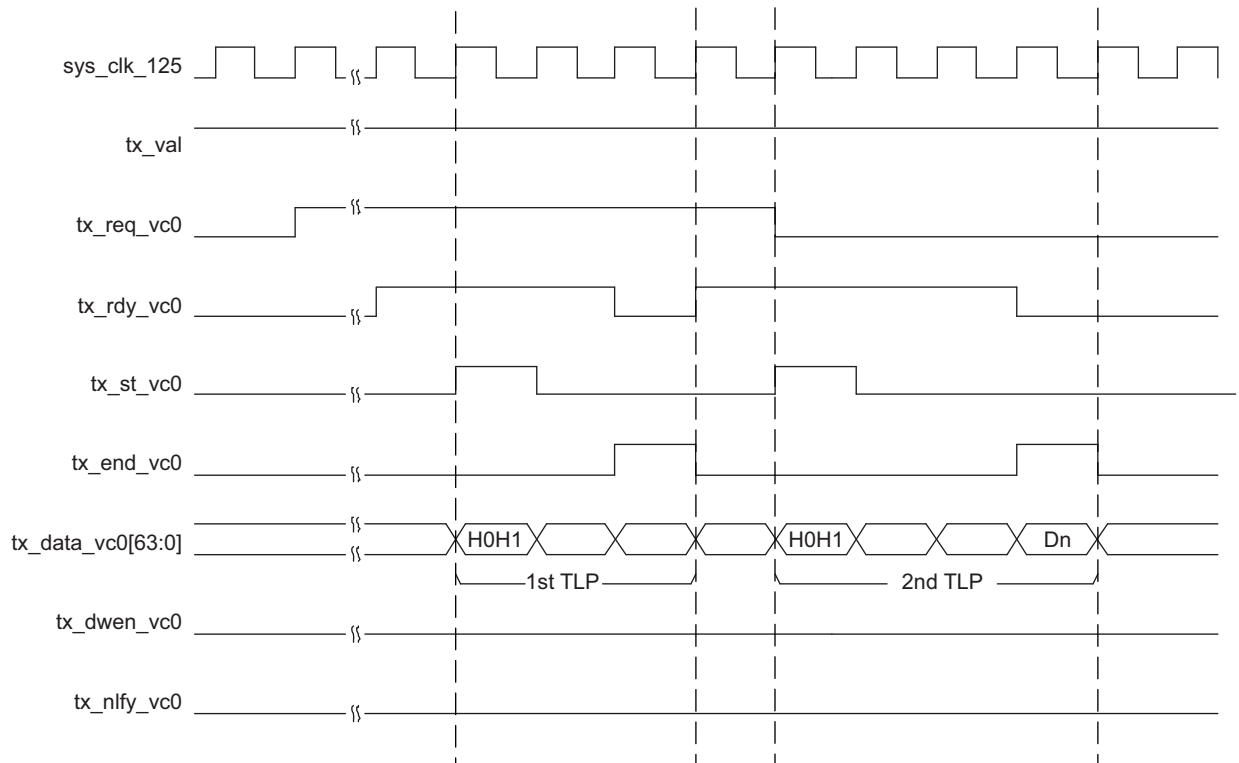 sys_clk_125
tx_val
tx_req_vc0
tx_rdy_vc0
tx_st_vc0
tx_end_vc0
tx_data_vc0[63:0]
H0H1
H0H1
Dn
1st TLP
2nd TLP
tx_dwen_vc0
tx_nlfy_vc0